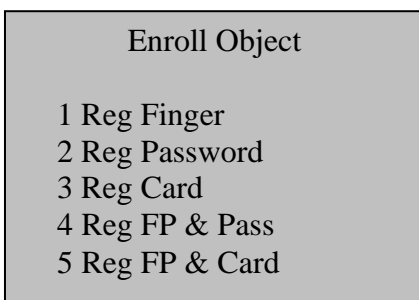 Enroll Object
1 Reg Finger
2 Reg Password
3 Reg Card
4 Reg FP & Pass
5 Reg FP & Card